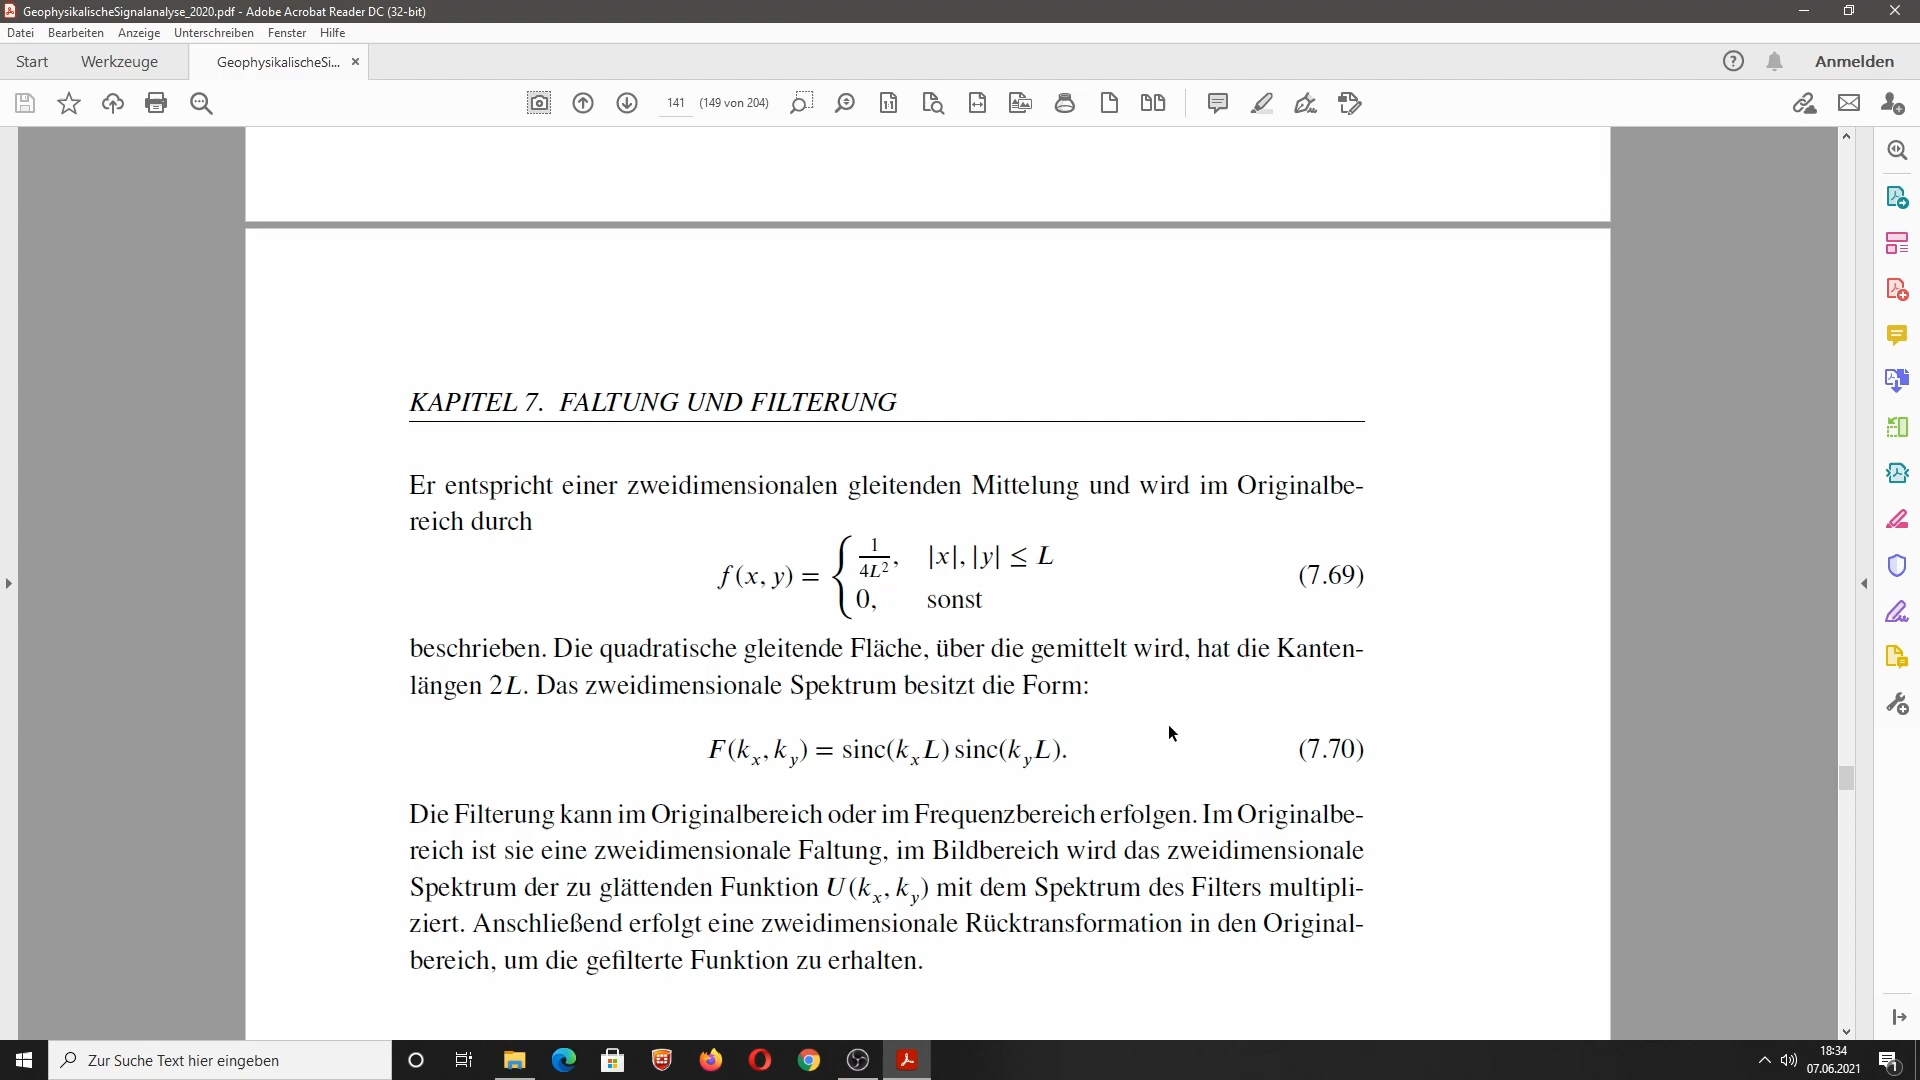 GeophysikalischeSignalanalyse_2020.pdf - Adobe Acrobat Reader DC (32-bit)
Datei Bearbeiten Anzeige Unterschreiben Fenster Hilfe
Start Werkzeuge GeophysikalischeSi... × Anmelden
141 (149 von 204)
KAPITEL 7. FALTUNG UND FILTERUNG
Er entspricht einer zweidimensionalen gleitenden Mittelung und wird im Originalbe-
reich durch
f(x, y) = { 1/4L², |x|, |y| ≤ L
0, sonst (7.69)
beschrieben. Die quadratische gleitende Fläche, über die gemittelt wird, hat die Kanten-
längen 2L. Das zweidimensionale Spektrum besitzt die Form:
F(kₓ, k_y) = sinc(kₓL) sinc(k_yL). (7.70)
Die Filterung kann im Originalbereich oder im Frequenzbereich erfolgen. Im Originalbe-
reich ist sie eine zweidimensionale Faltung, im Bildbereich wird das zweidimensionale
Spektrum der zu glättenden Funktion U(kₓ, k_y) mit dem Spektrum des Filters multipli-
ziert. Anschließend erfolgt eine zweidimensionale Rücktransformation in den Original-
bereich, um die gefilterte Funktion zu erhalten.
Zur Suche Text hier eingeben
18:34
07.06.2021
1